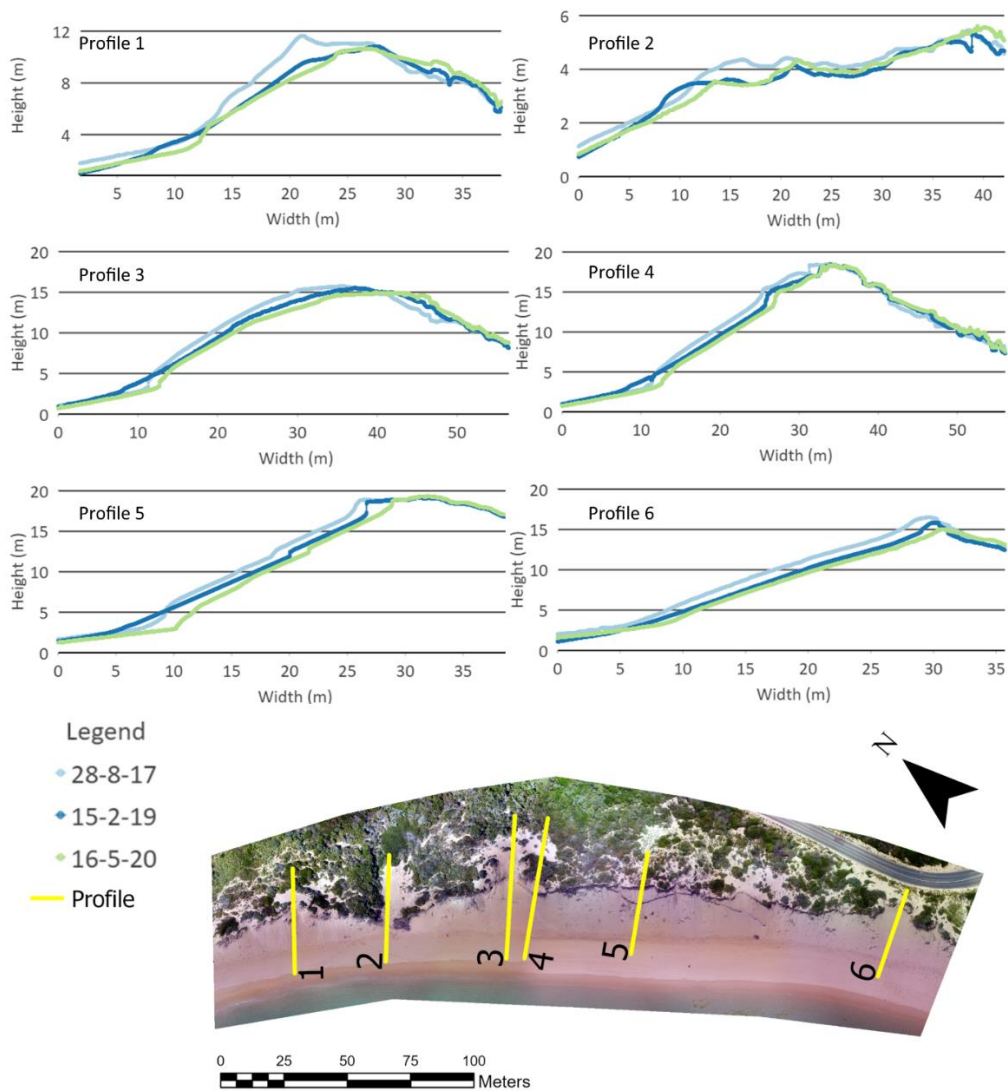 Profile 1
Height (m)
12
8
4
5 10 15 20 25 30 35
Width (m)
Profile 2
Height (m)
6
4
2
0
0 10 20 30 40
Width (m)
Profile 3
Height (m)
20
15
10
5
0
0 10 20 30 40 50
Width (m)
Profile 4
Height (m)
20
15
10
5
0
0 10 20 30 40 50
Width (m)
Profile 5
Height (m)
20
15
10
5
0
0 5 10 15 20 25 30 35
Width (m)
Profile 6
Height (m)
20
15
10
5
0
0 5 10 15 20 25 30 35
Width (m)
Legend
28-8-17
15-2-19
16-5-20
Profile
N
1 2 3 4 5 6
0 25 50 75 100
Meters